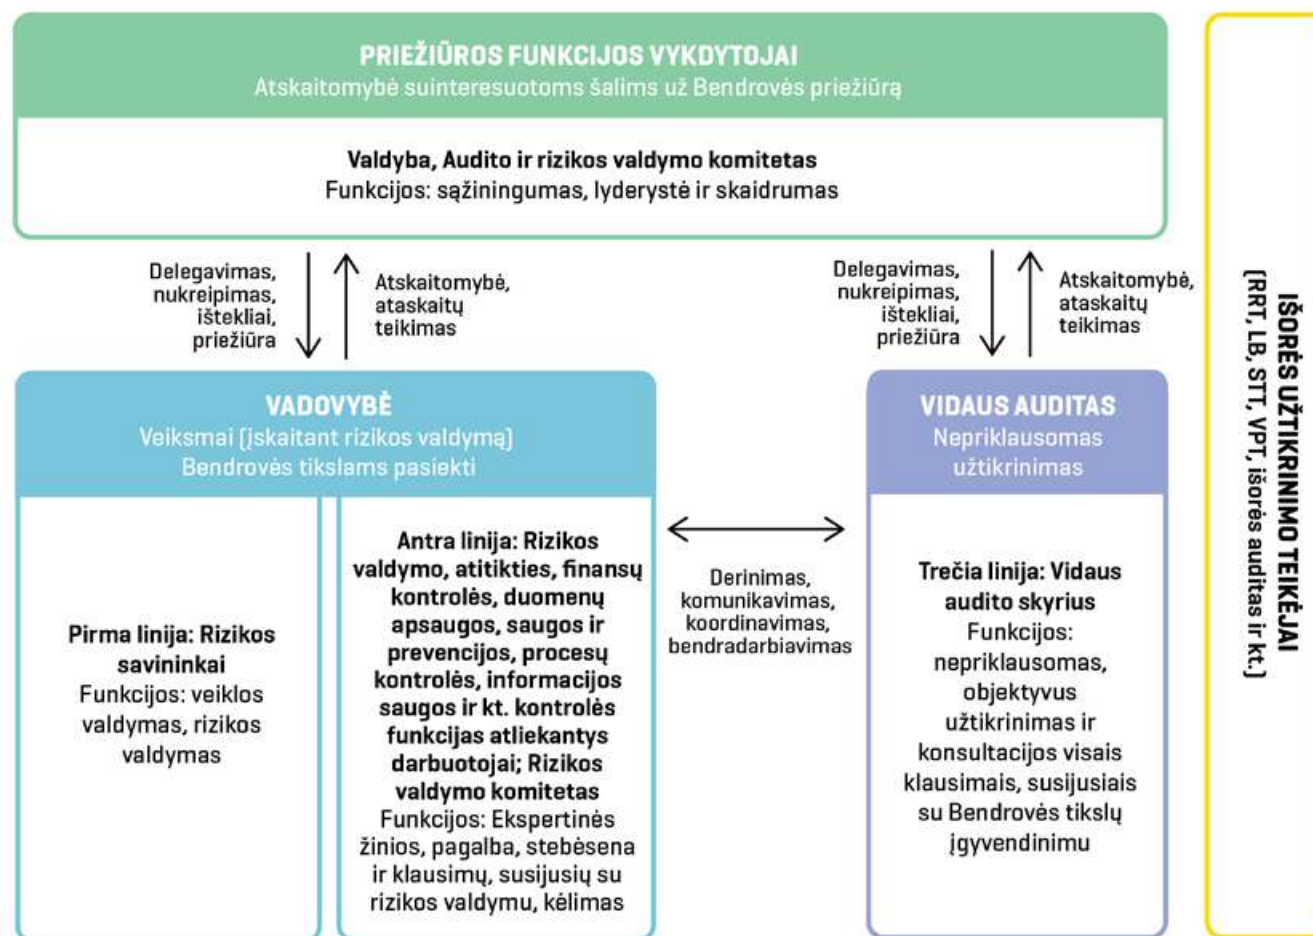 PRIEŽIŪROS FUNKCIJOS VYKDYTOJAI
Atskaitomybė suinteresuotoms šalims už Bendrovės priežiūrą
Valdyba, Audito ir rizikos valdymo komitetas
Funkcijos: sąžiningumas, lyderystė ir skaidrumas
Delegavimas,
nukreipimas,
ištekliai,
priežiūra
Atskaitomybė,
ataskaitų
teikimas
Delegavimas,
nukreipimas,
ištekliai,
priežiūra
Atskaitomybė,
ataskaitų
teikimas
VADOVYBĖ
Veiksmai (įskaitant rizikos valdymą)
Bendrovės tikslams pasiekti
Pirma linija: Rizikos
savininkai
Funkcijos: veiklos
valdymas, rizikos
valdymas
Antra linija: Rizikos
valdymo, atitikties, finansų
kontrolės, duomenų
apsaugos, saugos ir
prevencijos, procesų
kontrolės, informacijos
saugos ir kt. kontrolės
funkcijas atliekantys
darbuotojai; Rizikos
valdymo komitetas
Funkcijos: Ekspertinės
žinios, pagalba, stebėsena
ir klausimų, susijusių su
rizikos valdymu, kėlimas
Derinimas,
komunikavimas,
koordinavimas,
bendradarbiavimas
VIDAUS AUDITAS
Nepriklausomas
užtikrinimas
Trečia linija: Vidaus
audito skyrius
Funkcijos:
nepriklausomas,
objektyvus
užtikrinimas ir
konsultacijos visais
klausimais, susijusiais
su Bendrovės tikslų
įgyvendinimu
IŠORĖS UŽTIKRINIMO TEIKĖJAI
(RRT, LB, STT, VPT, išorės auditas ir kt.)